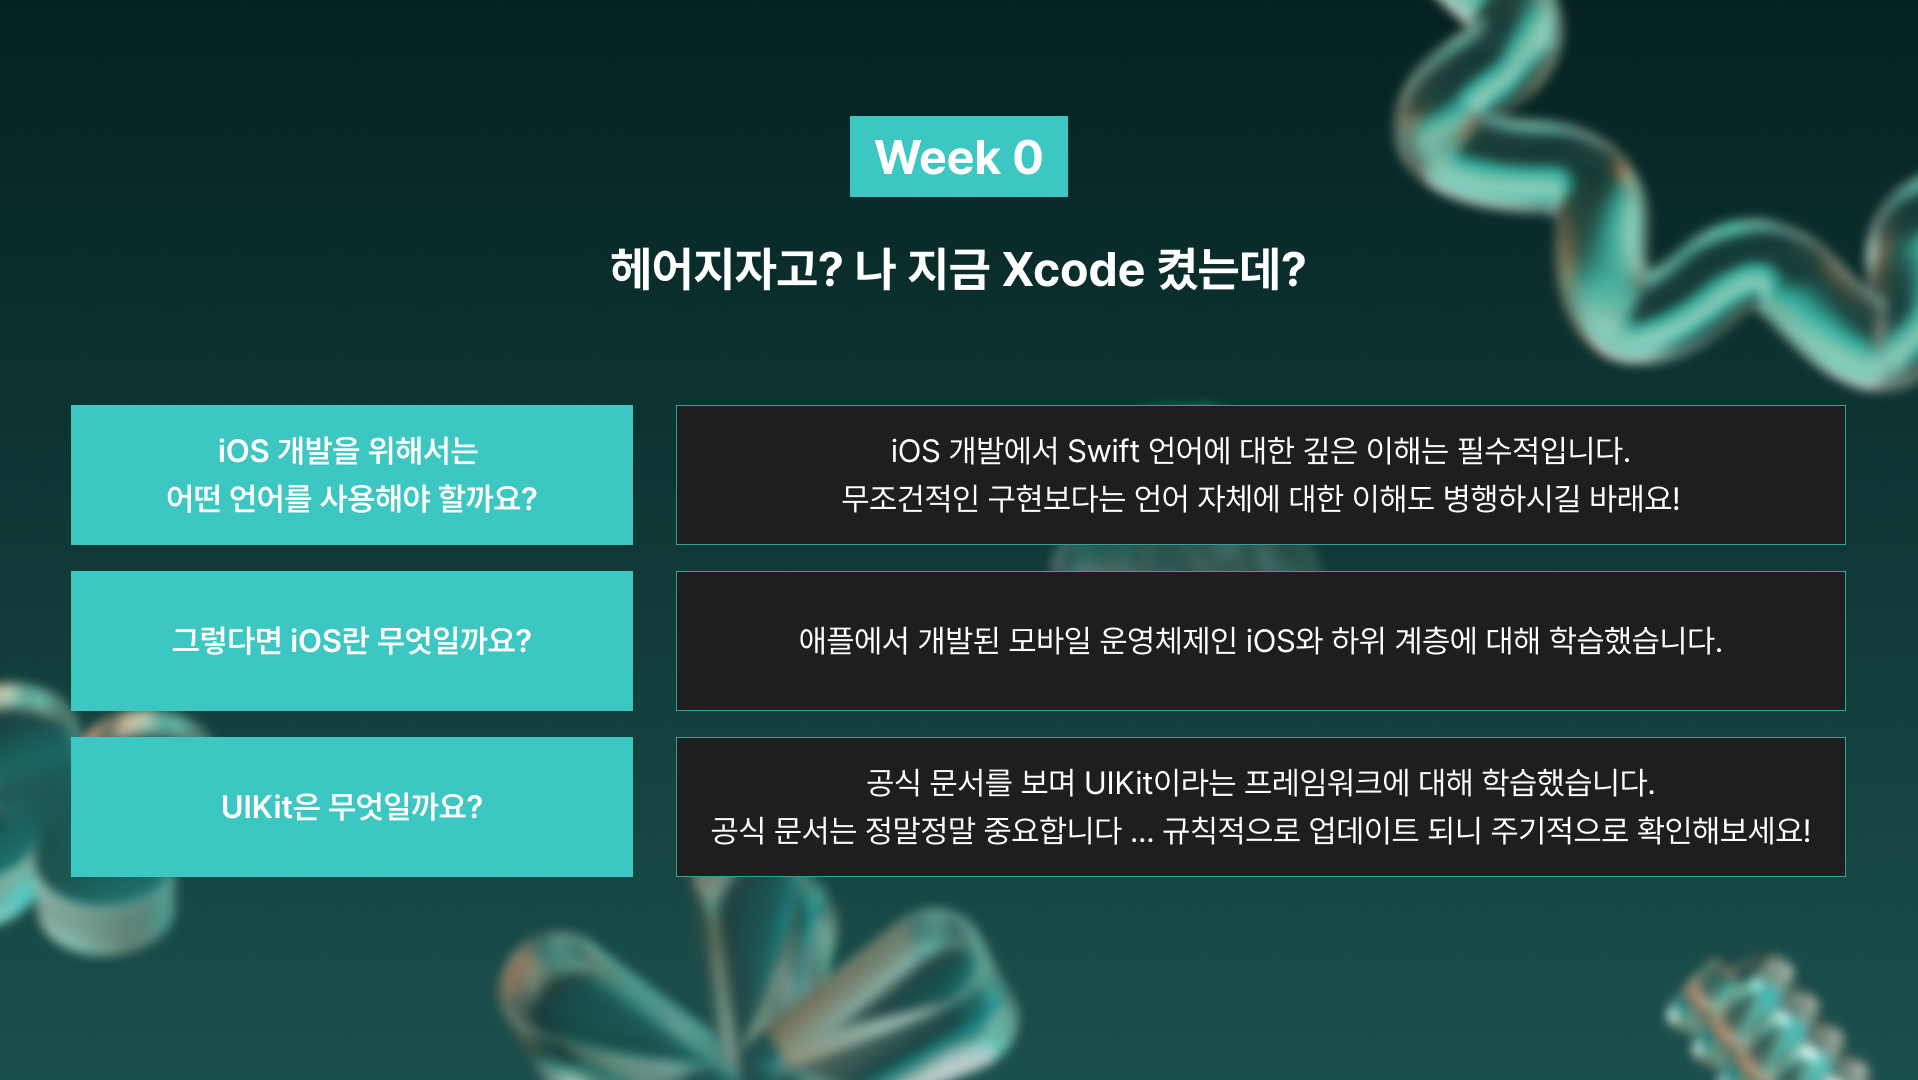 Week 0
헤어지자고? 나 지금 Xcode 켰는데?
iOS 개발을 위해서는
어떤 언어를 사용해야 할까요?
iOS 개발에서 Swift 언어에 대한 깊은 이해는 필수적입니다.
무조건적인 구현보다는 언어 자체에 대한 이해도 병행하시길 바래요!
그렇다면 iOS란 무엇일까요?
애플에서 개발된 모바일 운영체제인 iOS와 하위 계층에 대해 학습했습니다.
UIKit은 무엇일까요?
공식 문서를 보며 UIKit이라는 프레임워크에 대해 학습했습니다.
공식 문서는 정말정말 중요합니다 ... 규칙적으로 업데이트 되니 주기적으로 확인해보세요!